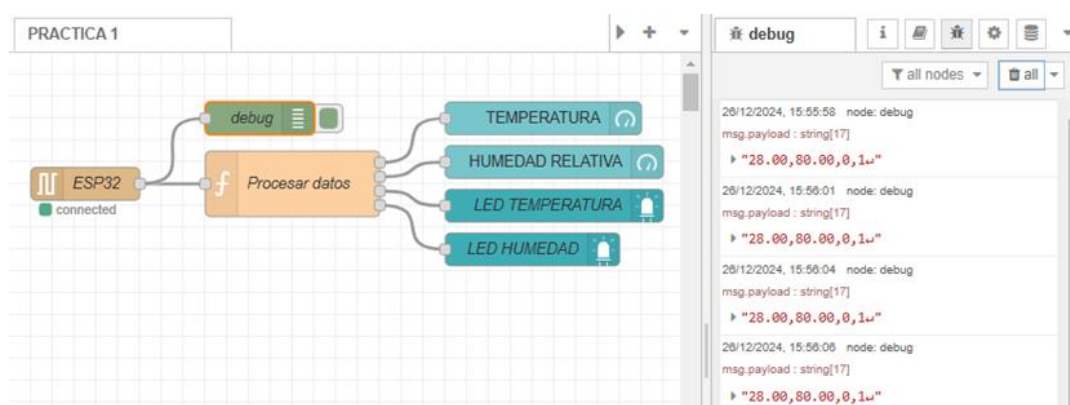 PRACTICA 1
debug
ESP32
connected
Procesar datos
TEMPERATURA
HUMEDAD RELATIVA
LED TEMPERATURA
LED HUMEDAD
debug
i
all nodes
all
26/12/2024, 15:55:58 node: debug
msg.payload : string[17]
"28.00,80.00,0,1↵"
26/12/2024, 15:56:01 node: debug
msg.payload : string[17]
"28.00,80.00,0,1↵"
26/12/2024, 15:56:04 node: debug
msg.payload : string[17]
"28.00,80.00,0,1↵"
26/12/2024, 15:56:06 node: debug
msg.payload : string[17]
"28.00,80.00,0,1↵"